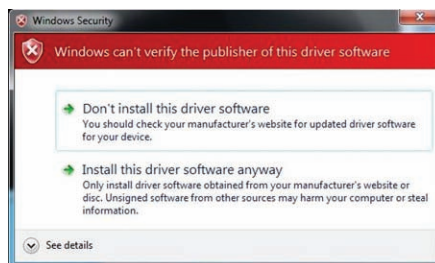 Windows Security
Windows can't verify the publisher of this driver software
Don't install this driver software
You should check your manufacturer's website for updated driver software
for your device.
Install this driver software anyway
Only install driver software obtained from your manufacturer's website or
disc. Unsigned software from other sources may harm your computer or steal
information.
See details